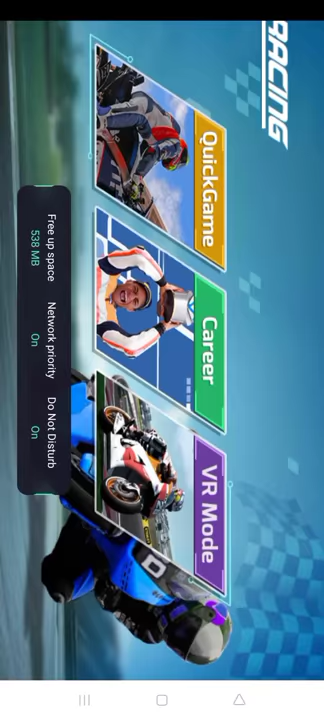 RACING
QuickGame
Career
VR Mode
Free up space Network priority Do Not Disturb
538 MB On On